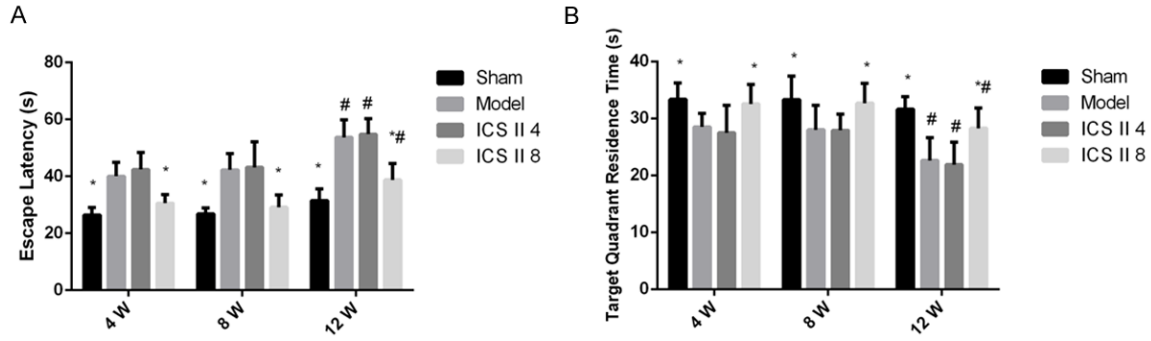 A
Escape Latency (s)
80
60
40
20
0
* * * * * # # *#
4 W 8 W 12 W
Sham
Model
ICS II 4
ICS II 8
B
Target Quadrant Residence Time (s)
40
30
20
10
0
* * * * * # # *#
4 W 8 W 12 W
Sham
Model
ICS II 4
ICS II 8